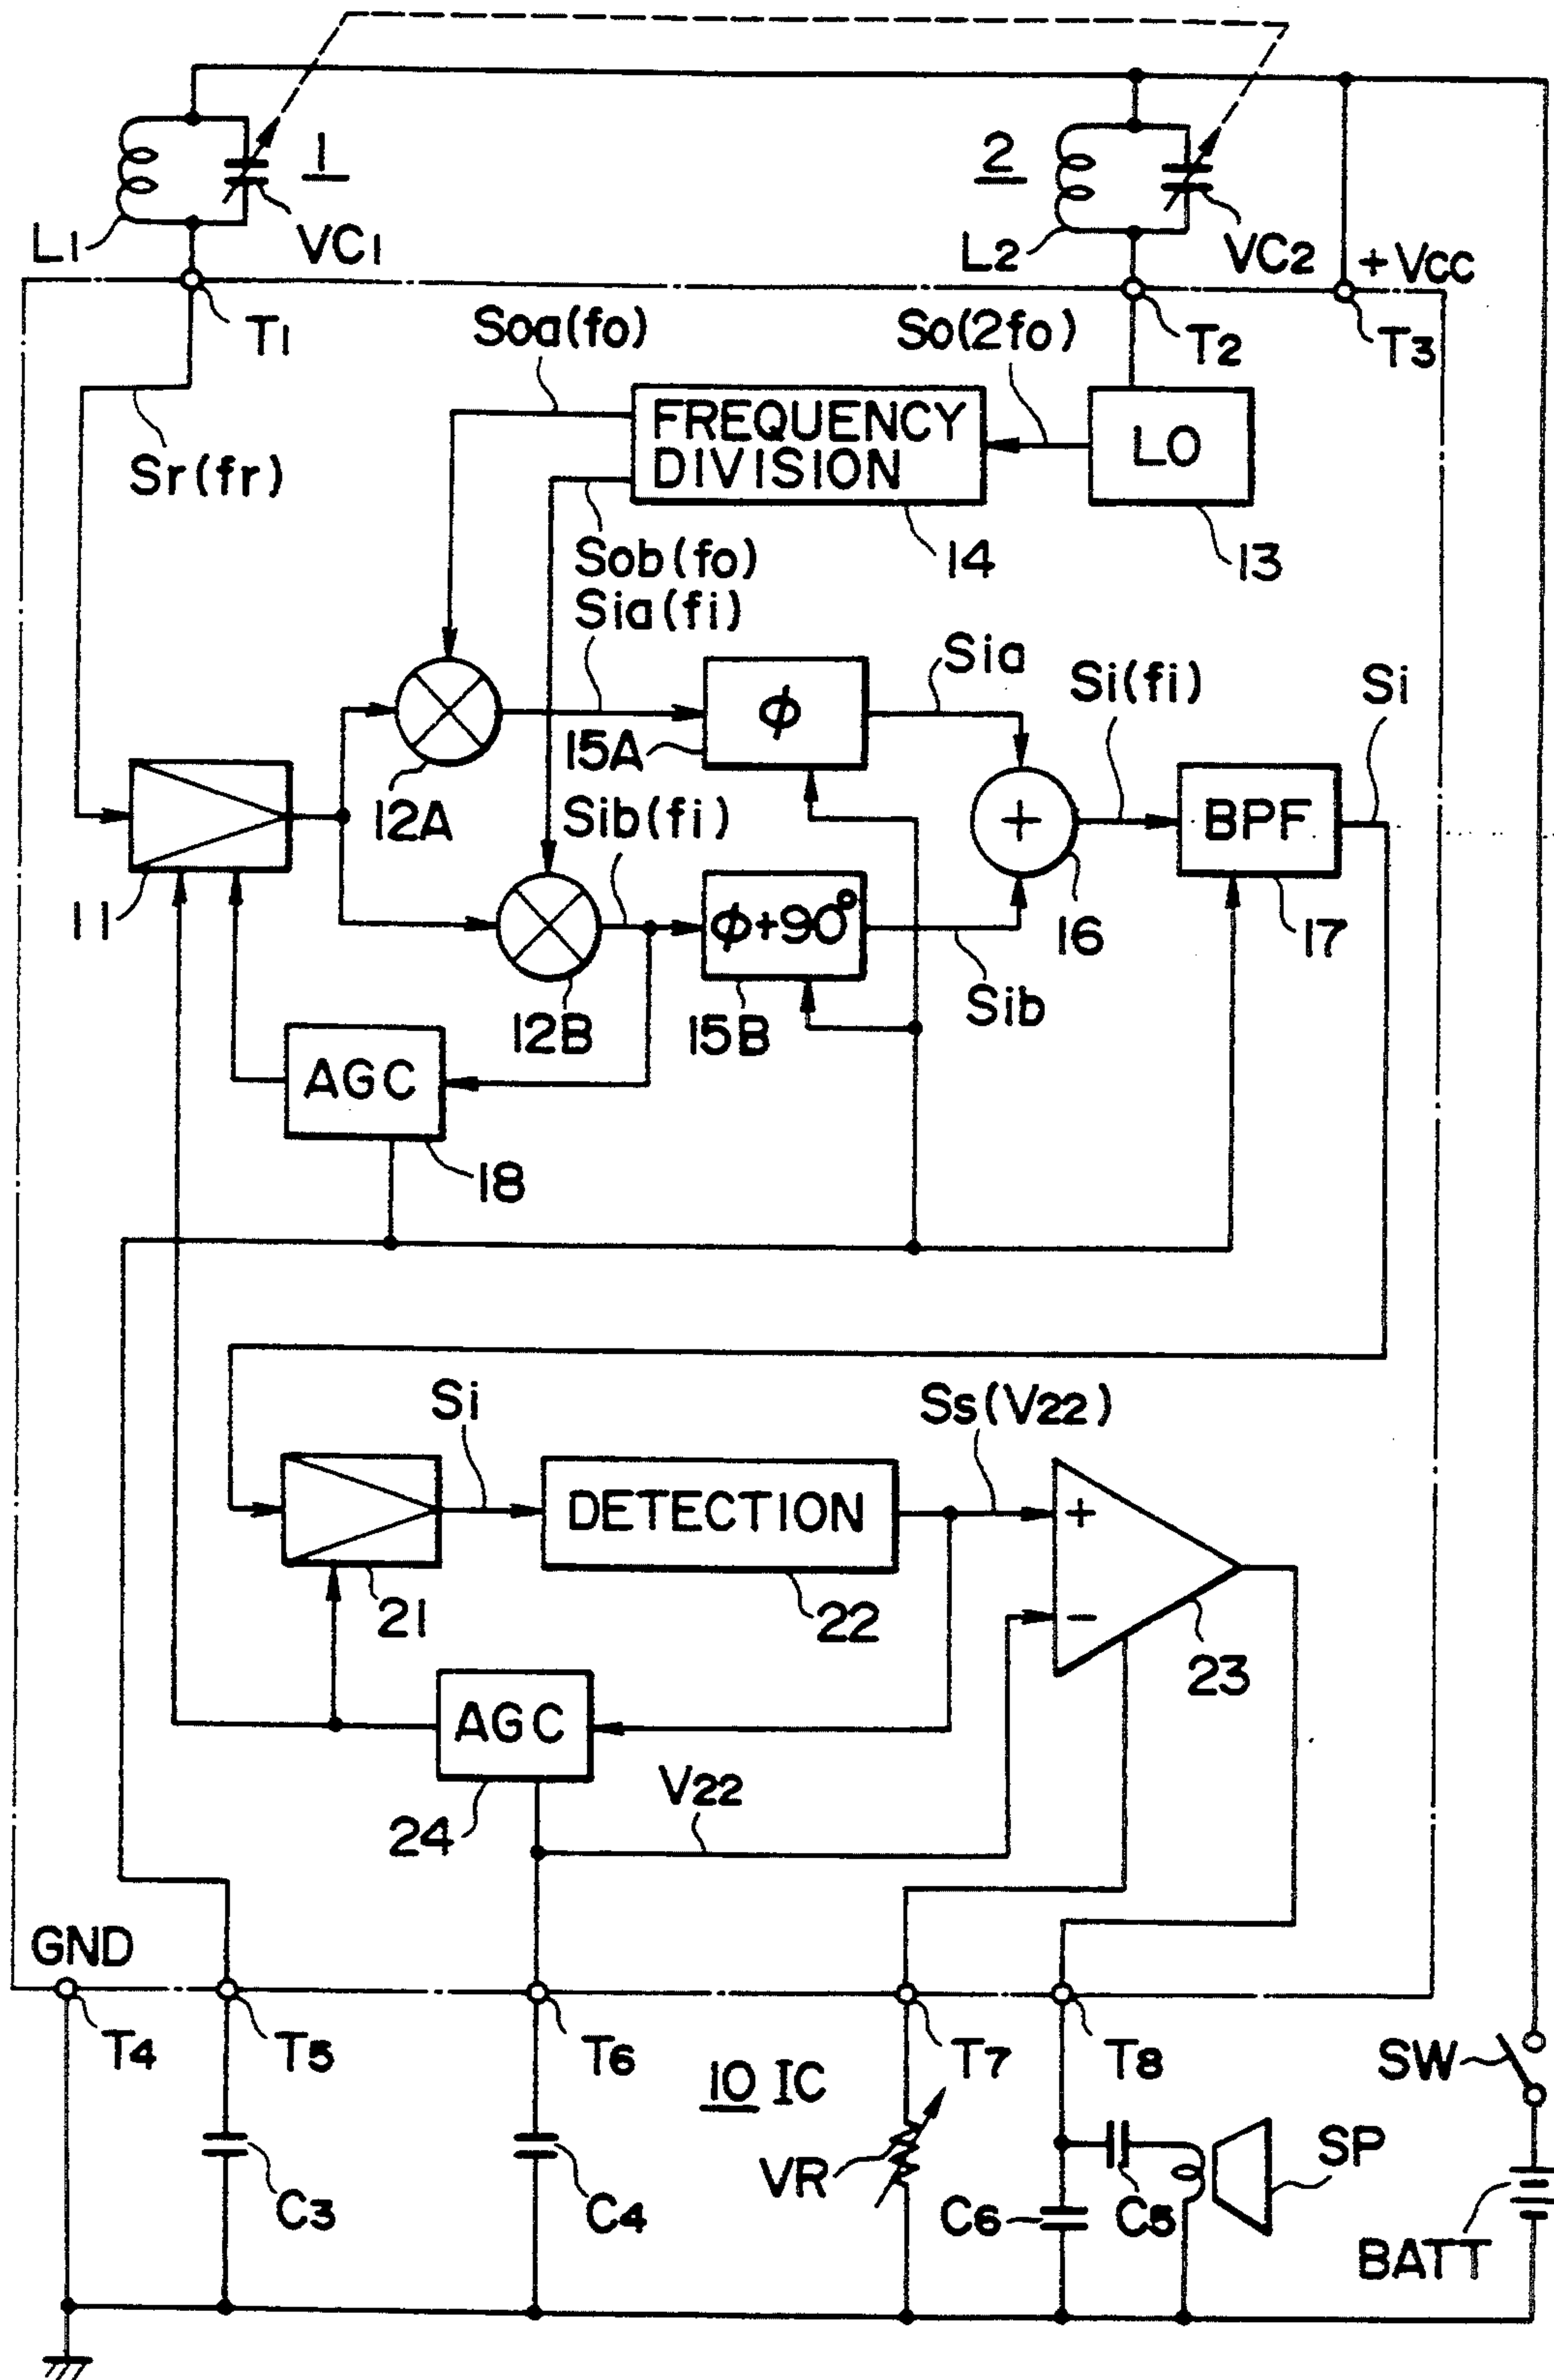 1
2
L1
VC1
L2
VC2
+VCC
T1
T2
T3
Soa(fo)
So(2fo)
Sr(fr)
FREQUENCY
DIVISION
LO
14
13
Sob(fo)
Sia(fi)
Sia
Si(fi)
Si
ϕ
15A
12A
Sib(fi)
+
BPF
11
ϕ+90°
16
17
12B
15B
Sib
AGC
18
Si
Ss(V22)
DETECTION
+
21
22
-
23
AGC
V22
24
GND
T4
T5
T6
T7
T8
10 IC
SW
VR
SP
C3
C4
C6
C5
BATT